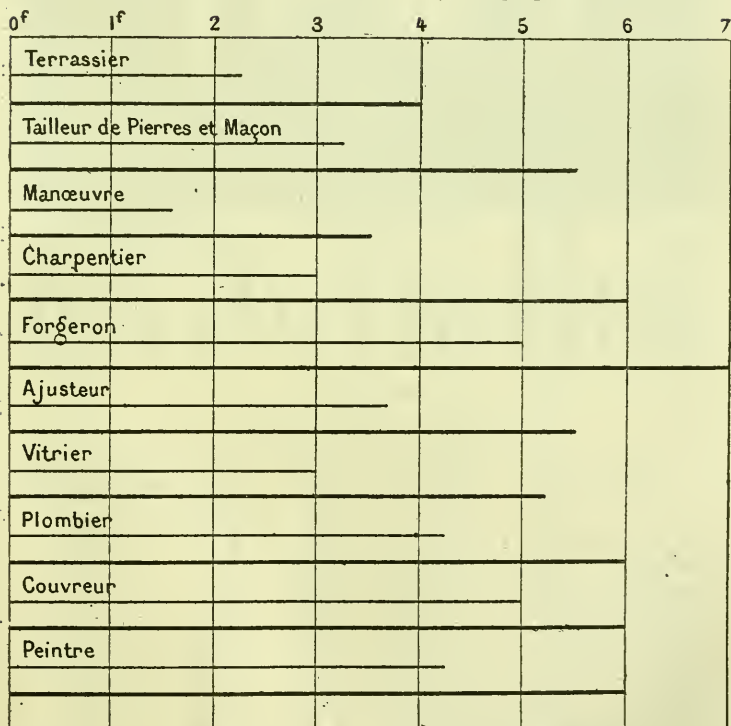 0f 1f 2 3 4 5 6 7
Terrassier
Tailleur de Pierres et Maçon
Manœuvre
Charpentier
Forgeron
Ajusteur
Vitrier
Plombier
Couvreur
Peintre